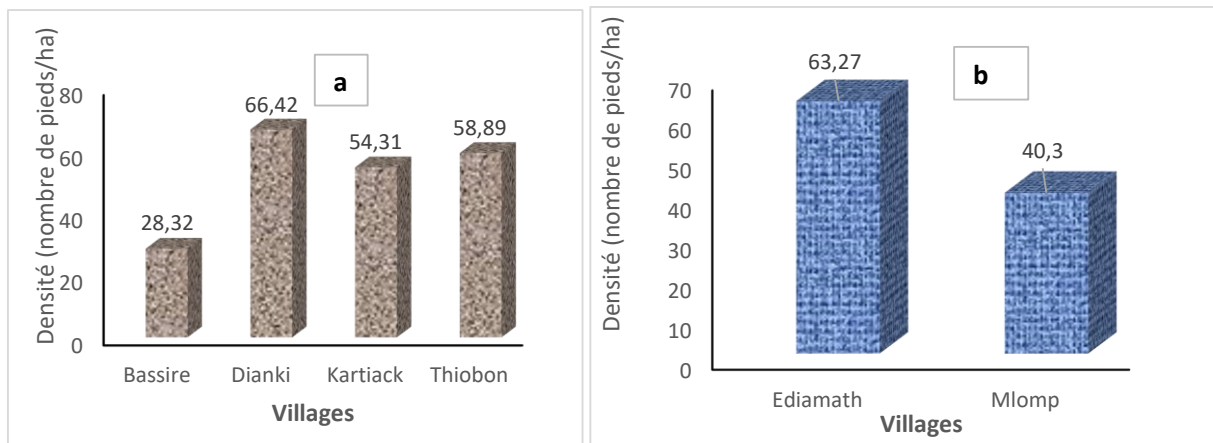 a
Densité (nombre de pieds/ha)
80
60
40
20
0
28,32
66,42
54,31
58,89
Bassire
Dianki
Kartiack
Thiobon
Villages
b
Densité (nombre de pieds/ha)
70
60
50
40
30
20
10
0
63,27
40,3
Ediamath
Mlomp
Villages